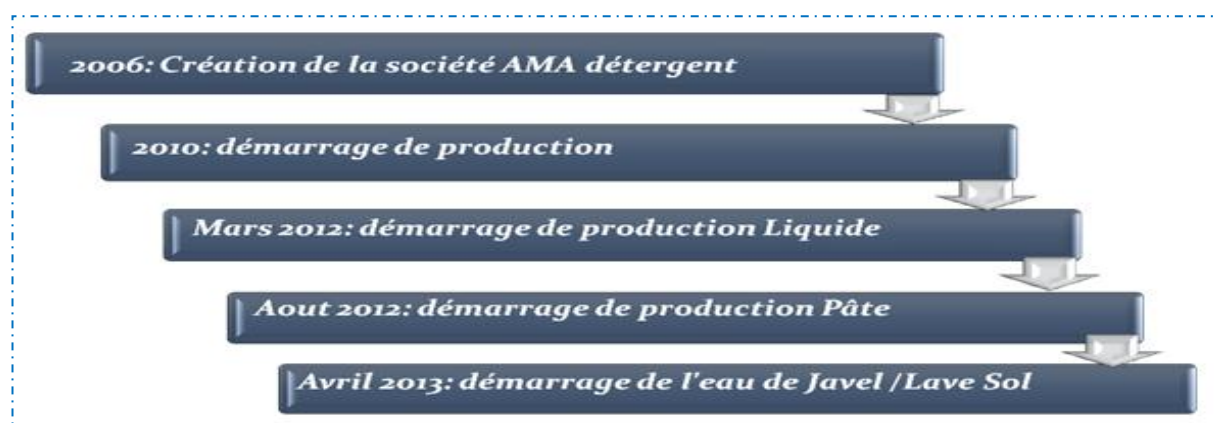 2006: Création de la société AMA détergent
2010: démarrage de production
Mars 2012: démarrage de production Liquide
Aout 2012: démarrage de production Pâte
Avril 2013: démarrage de l'eau de Javel /Lave Sol